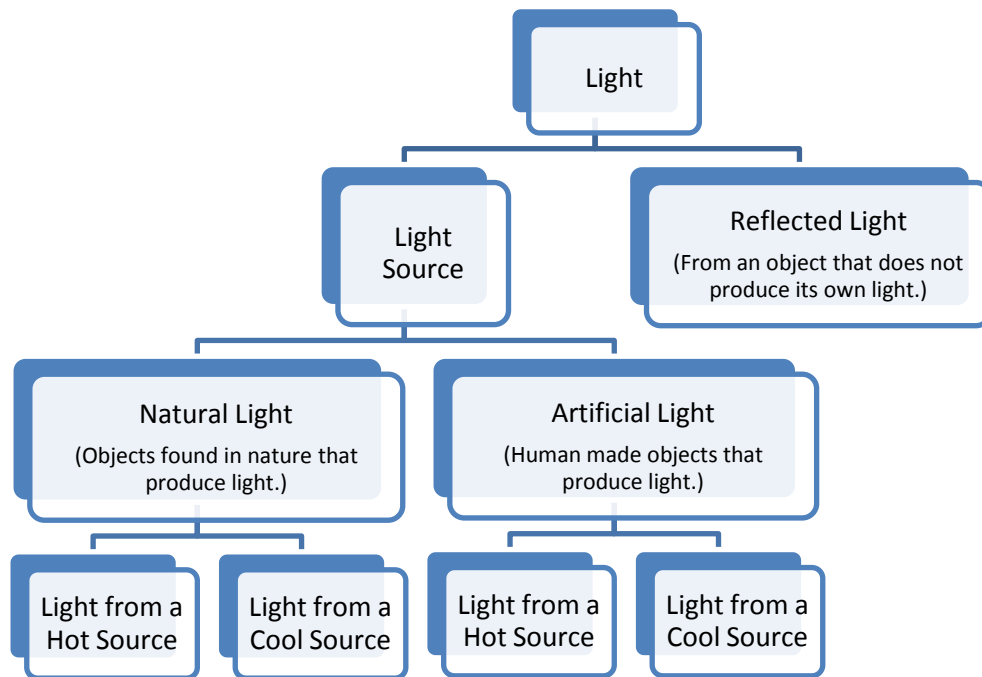 Light
Light
Source
Reflected Light
(From an object that does not
produce its own light.)
Natural Light
(Objects found in nature that
produce light.)
Artificial Light
(Human made objects that
produce light.)
Light from a
Hot Source
Light from a
Cool Source
Light from a
Hot Source
Light from a
Cool Source